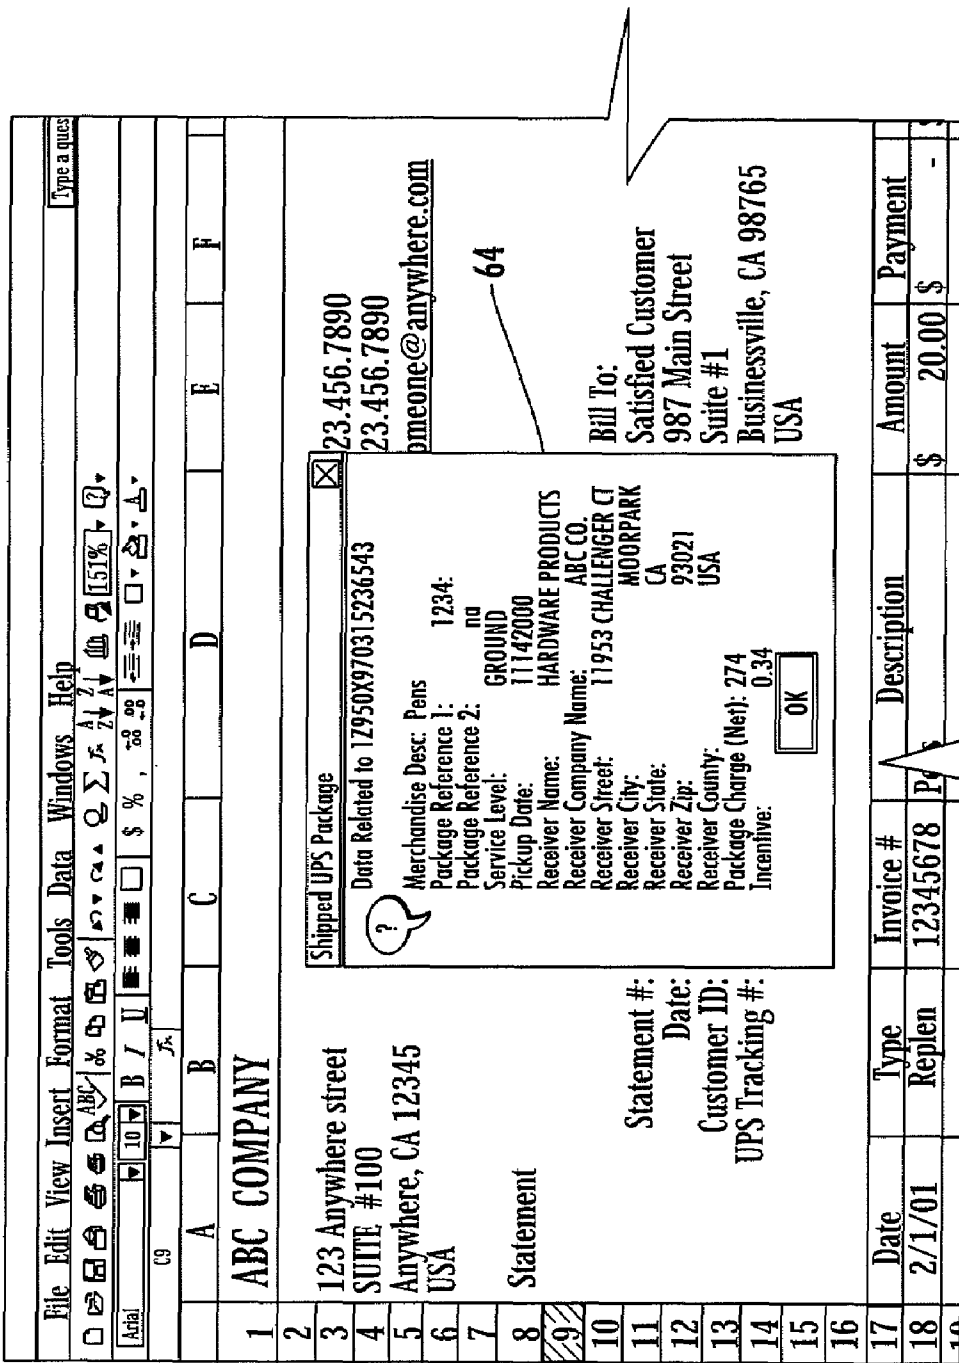 Type a ques
File Edit View Insert Format Tools Data Windows Help
ABC
151%
Arial 10 B I U $ % , .00
C9 fx
A B C D E F
1 ABC COMPANY
2
3 123 Anywhere street 23.456.7890
4 SUITE #100 23.456.7890
5 Anywhere, CA 12345 omeone@anywhere.com
6 USA
7
8 Statement
9
10 Bill To:
11 Statement #: Satisfied Customer
12 Date: 987 Main Street
13 Customer ID: Suite #1
14 UPS Tracking #: Businessville, CA 98765
15 USA
16
17 Date Type Invoice # Description Amount Payment
18 2/1/01 Replen 12345678 $ 20.00 $ -
Shipped UPS Package
Data Related to 1Z950X970315236543
?
Merchandise Desc: Pens
Package Reference 1: 1234:
Package Reference 2: na
Service Level: GROUND
Pickup Date: 11142000
Receiver Name: HARDWARE PRODUCTS
Receiver Company Name: ABC CO.
Receiver Street: 11953 CHALLENGER CT
Receiver City: MOORPARK
Receiver State: CA
Receiver Zip: 93021
Receiver County: USA
Package Charge (Net): 274
Incentive: 0.34
OK
64